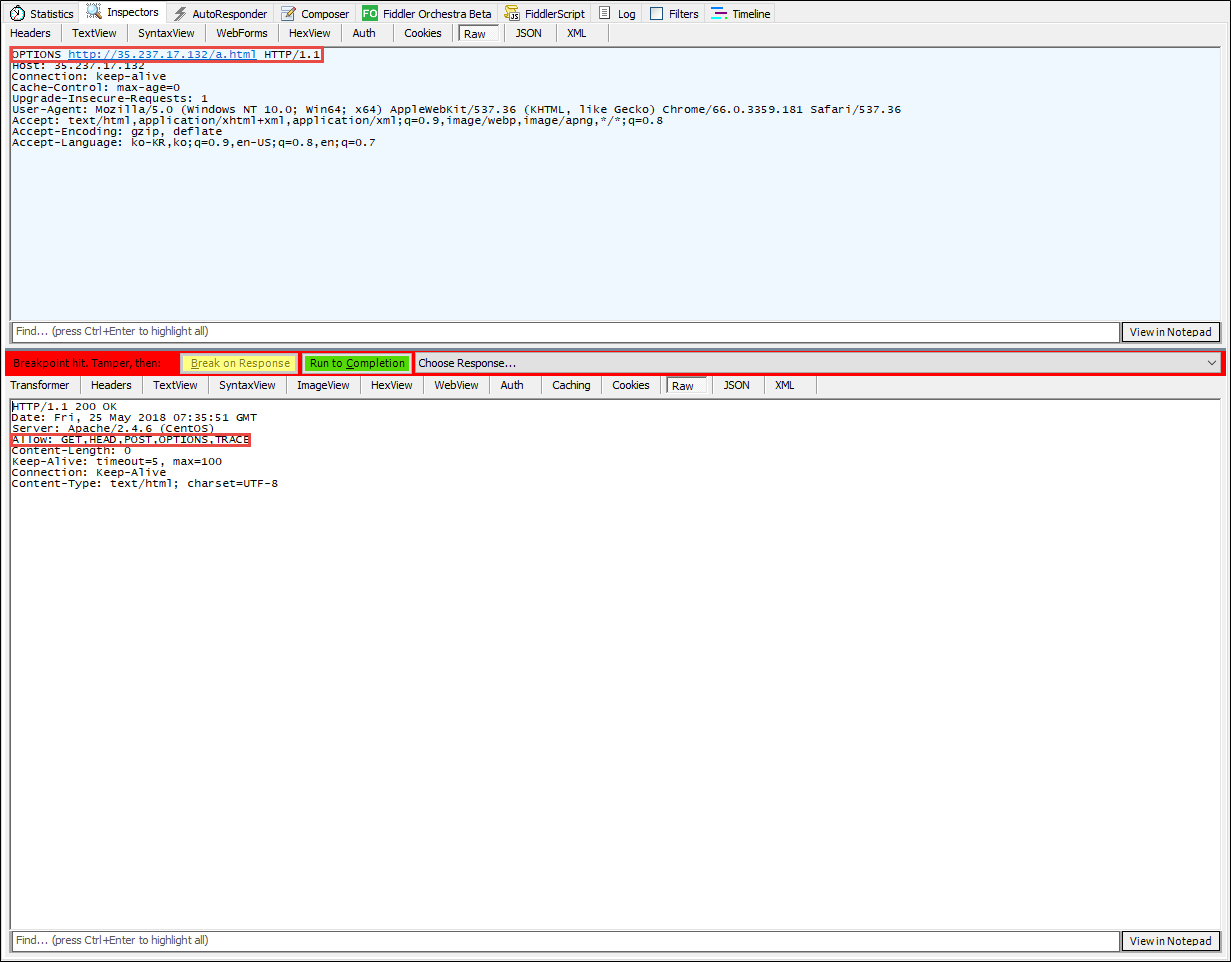 Statistics Inspectors AutoResponder Composer FO Fiddler Orchestra Beta FiddlerScript Log Filters Timeline
Headers TextView SyntaxView WebForms HexView Auth Cookies Raw JSON XML
OPTIONS http://35.237.17.132/a.html HTTP/1.1
Host: 35.237.17.132
Connection: keep-alive
Cache-Control: max-age=0
Upgrade-Insecure-Requests: 1
User-Agent: Mozilla/5.0 (Windows NT 10.0; Win64; x64) AppleWebKit/537.36 (KHTML, like Gecko) Chrome/66.0.3359.181 Safari/537.36
Accept: text/html,application/xhtml+xml,application/xml;q=0.9,image/webp,image/apng,*/*;q=0.8
Accept-Encoding: gzip, deflate
Accept-Language: ko-KR,ko;q=0.9,en-US;q=0.8,en;q=0.7
Find... (press Ctrl+Enter to highlight all) View in Notepad
Breakpoint hit. Tamper, then: Break on Response Run to Completion Choose Response...
Transformer Headers TextView SyntaxView ImageView HexView WebView Auth Caching Cookies Raw JSON XML
HTTP/1.1 200 OK
Date: Fri, 25 May 2018 07:35:51 GMT
Server: Apache/2.4.6 (CentOS)
Allow: GET,HEAD,POST,OPTIONS,TRACE
Content-Length: 0
Keep-Alive: timeout=5, max=100
Connection: Keep-Alive
Content-Type: text/html; charset=UTF-8
Find... (press Ctrl+Enter to highlight all) View in Notepad